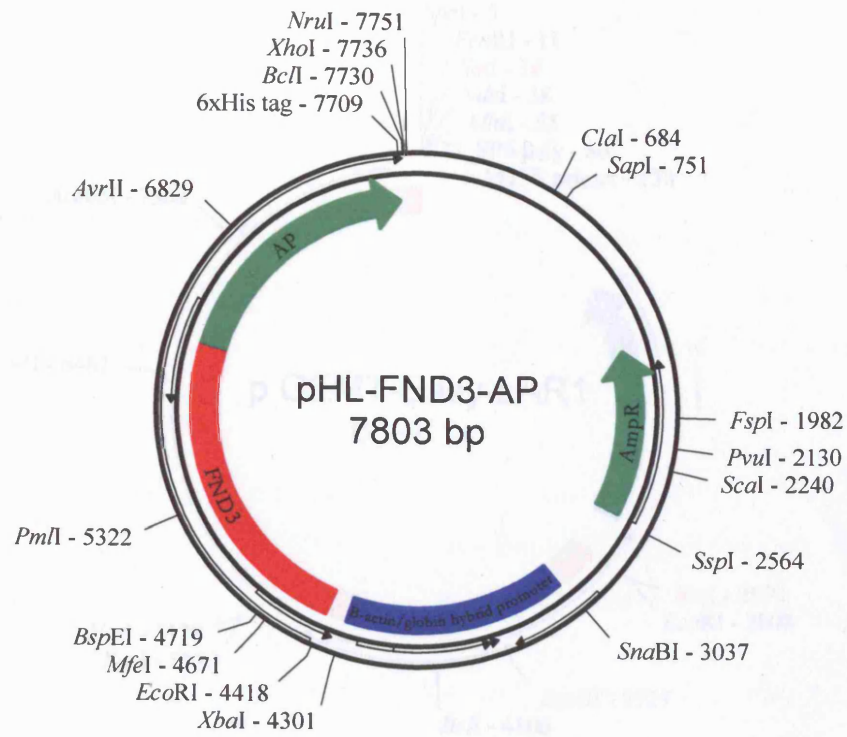 NruI - 7751
XhoI - 7736
BclI - 7730
6xHis tag - 7709
ClaI - 684
SapI - 751
AvrII - 6829
AP
pHL-FND3-AP
7803 bp
AmpR
FspI - 1982
PvuI - 2130
ScaI - 2240
FND3
PmlI - 5322
SspI - 2564
B-actin/globin hybrid promoter
BspEI - 4719
MfeI - 4671
EcoRI - 4418
XbaI - 4301
SnaBI - 3037